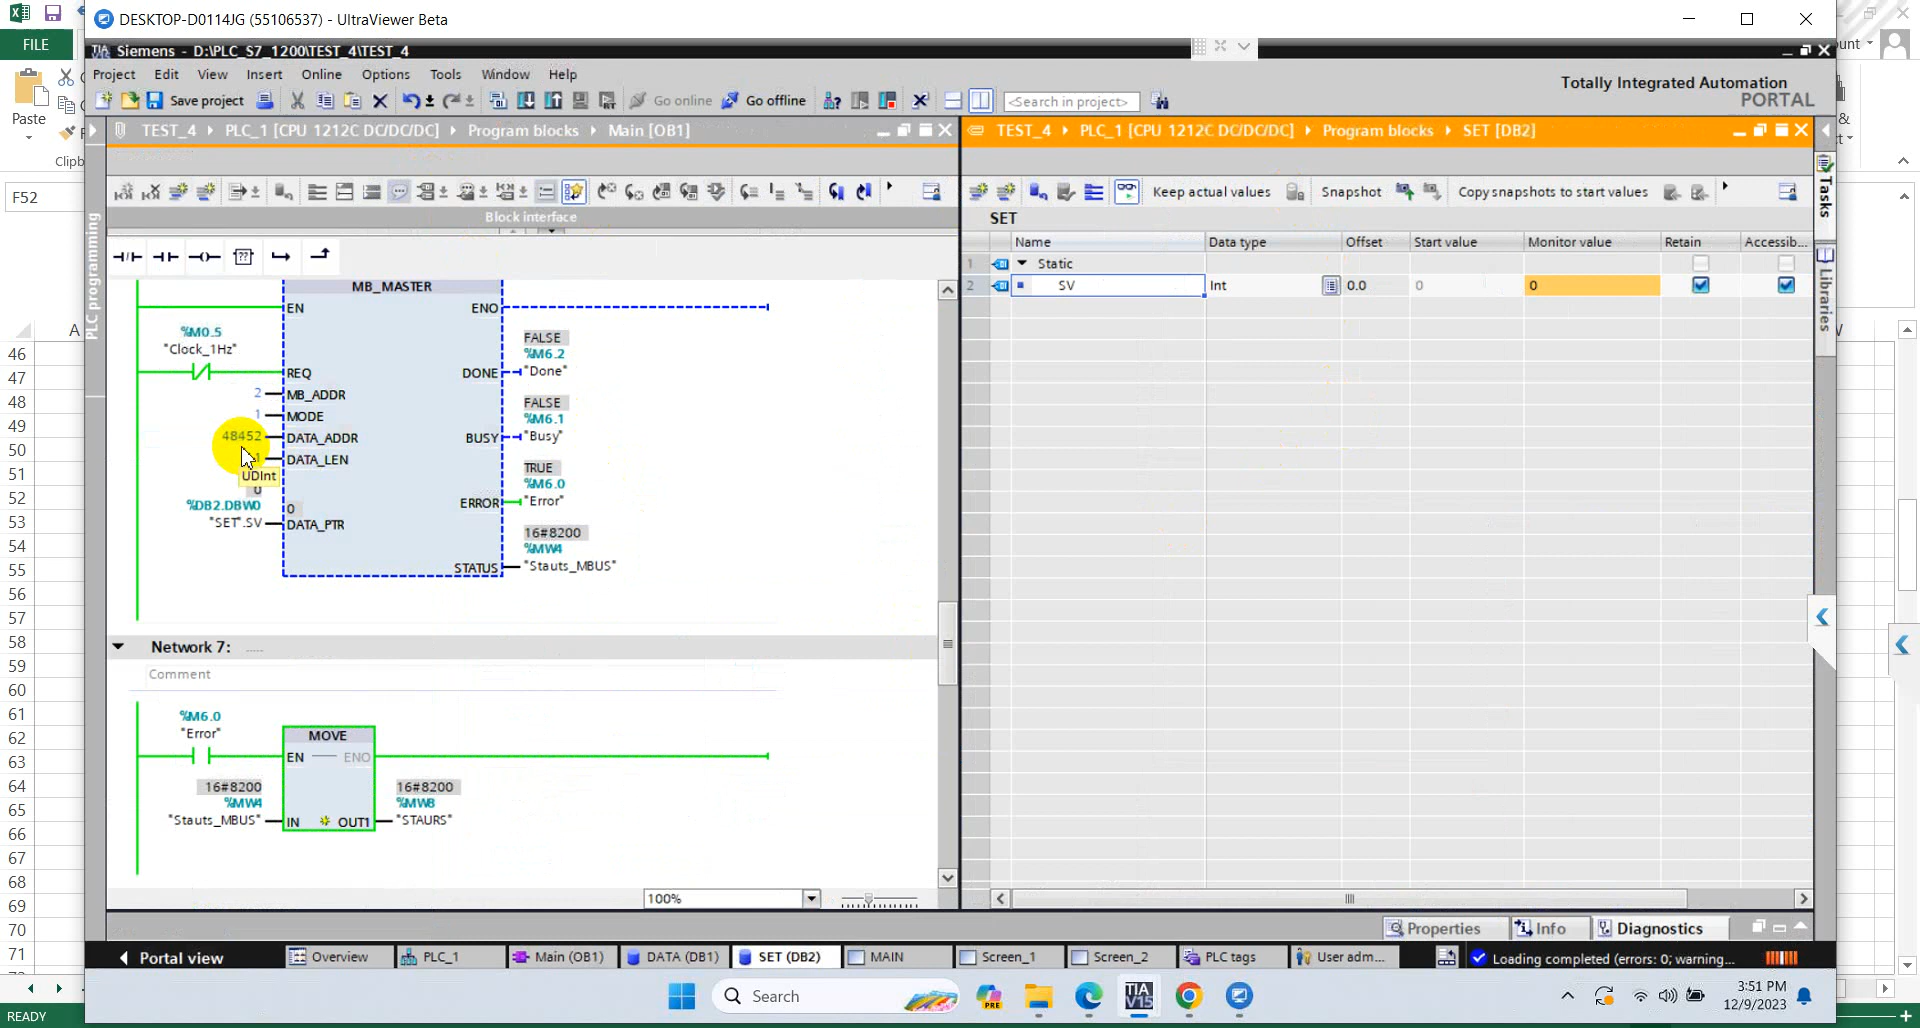 DESKTOP-D0114JG (55106537) - UltraViewer Beta
FILE
Siemens - D:\PLC_S7_1200\TEST_4\TEST_4
Project Edit View Insert Online Options Tools Window Help
Totally Integrated Automation
PORTAL
Save project
Go online
Go offline
<Search in project>
Paste
Clipb
F52
TEST_4 PLC_1 [CPU 1212C DC/DC/DC] Program blocks Main [OB1]
TEST_4 PLC_1 [CPU 1212C DC/DC/DC] Program blocks SET [DB2]
Keep actual values Snapshot Copy snapshots to start values
Block interface
SET
Name Data type Offset Start value Monitor value Retain Accessib...
1 Static
2 SV Int 0.0 0 0
PLC programming
Tasks
Libraries
MB_MASTER
EN ENO
%M0.5
"Clock_1Hz"
REQ
FALSE
%M6.2
DONE "Done"
2 MB_ADDR
1 MODE
48452 DATA_ADDR
FALSE
%M6.1
BUSY "Busy"
1 DATA_LEN
UDInt
0
%DB2.DBW0
"SET".SV
0
DATA_PTR
TRUE
%M6.0
ERROR "Error"
16#8200
%MW4
STATUS "Stauts_MBUS"
Network 7: .....
Comment
%M6.0
"Error"
MOVE
EN ENO
16#8200
%MW4
"Stauts_MBUS" IN
16#8200
%MW8
OUT1 "STAURS"
100%
A
46
47
48
49
50
51
52
53
54
55
56
57
58
59
60
61
62
63
64
65
66
67
68
69
70
71
Properties Info Diagnostics
Portal view Overview PLC_1 Main (OB1) DATA (DB1) SET (DB2) MAIN Screen_1 Screen_2 PLC tags User adm... Loading completed (errors: 0; warning...
Search
TIA
V15
3:51 PM
12/9/2023
READY